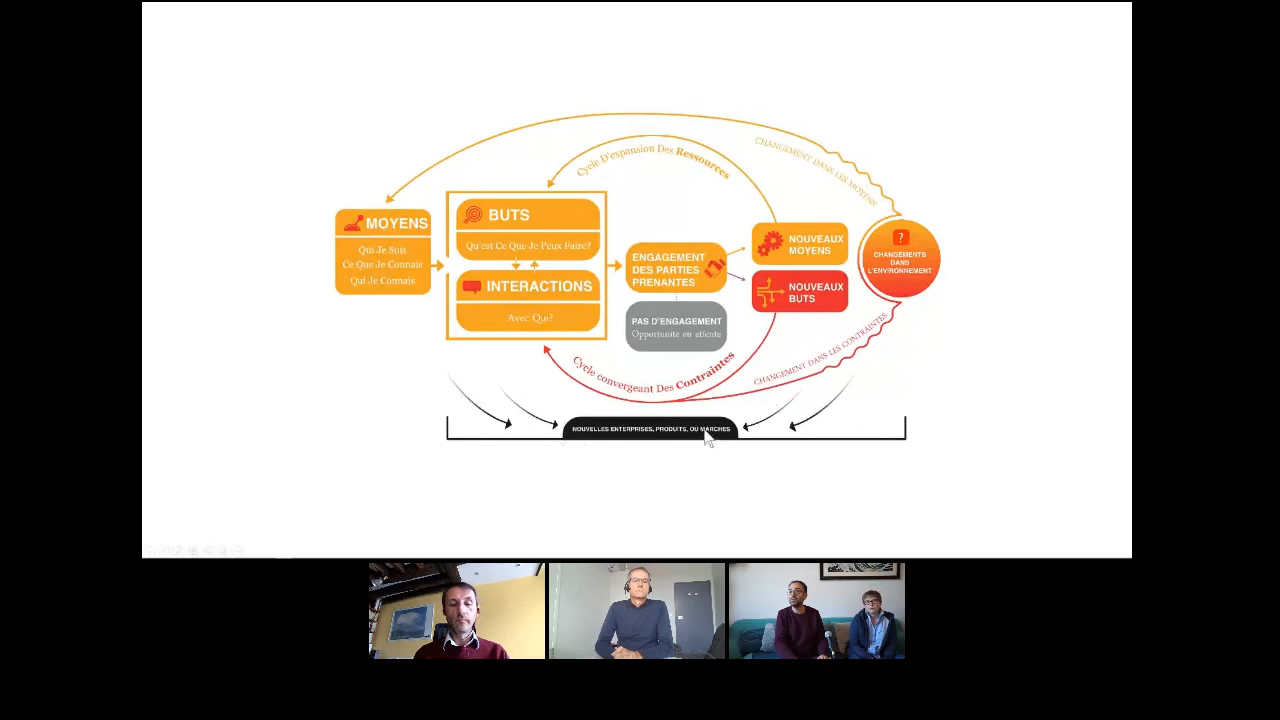 CHANGEMENT DANS LES MOYENS
Cycle D'expansion Des Ressources
MOYENS
Qui Je Suis
Ce Que Je Connais
Qui Je Connais
BUTS
Qu'est Ce Que Je Peux Faire?
INTERACTIONS
Avec Qui?
ENGAGEMENT
DES PARTIES
PRENANTES
PAS D'ENGAGEMENT
Opportunite en attente
NOUVEAUX
MOYENS
NOUVEAUX
BUTS
?
CHANGEMENTS
DANS
L'ENVIRONNEMENT
Cycle convergeant Des Contraintes
CHANGEMENT DANS LES CONTRAINTES
NOUVELLES ENTERPRISES, PRODUITS, OU MARCHES